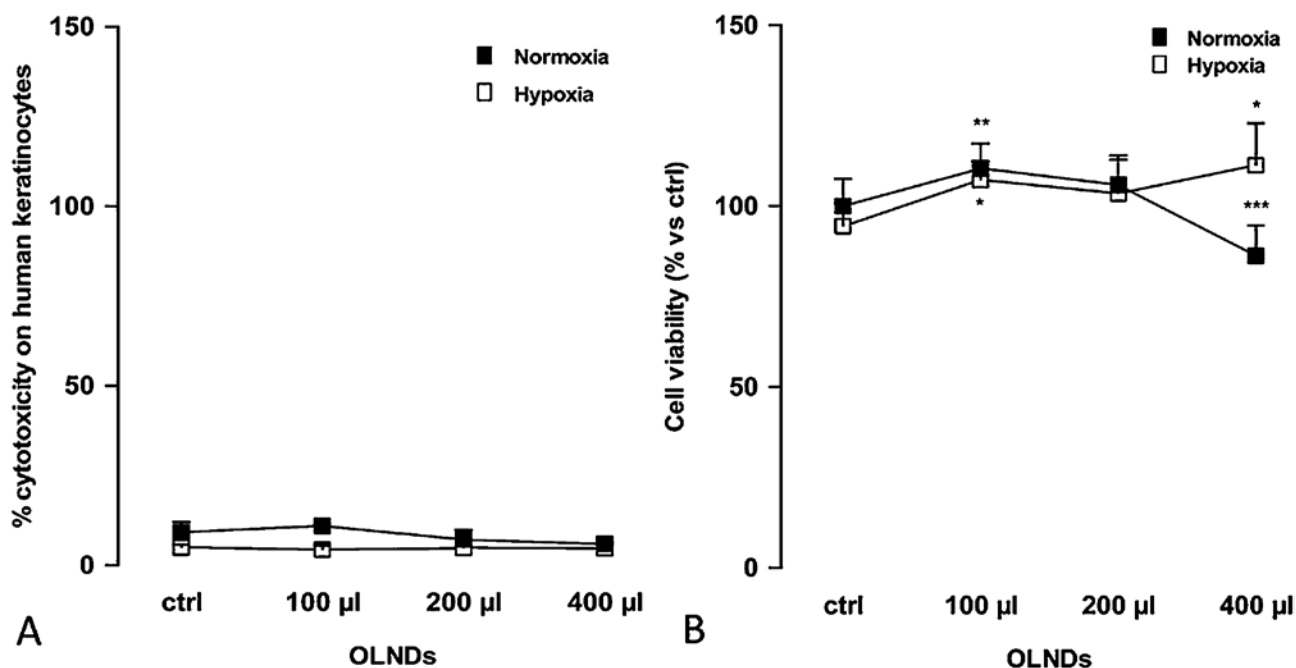 150
100
50
0
% cytotoxicity on human keratinocytes
Normoxia
Hypoxia
ctrl 100 µl 200 µl 400 µl
OLNDs
A
150
100
50
0
Cell viability (% vs ctrl)
Normoxia
Hypoxia
**
*
*
***
ctrl 100 µl 200 µl 400 µl
OLNDs
B